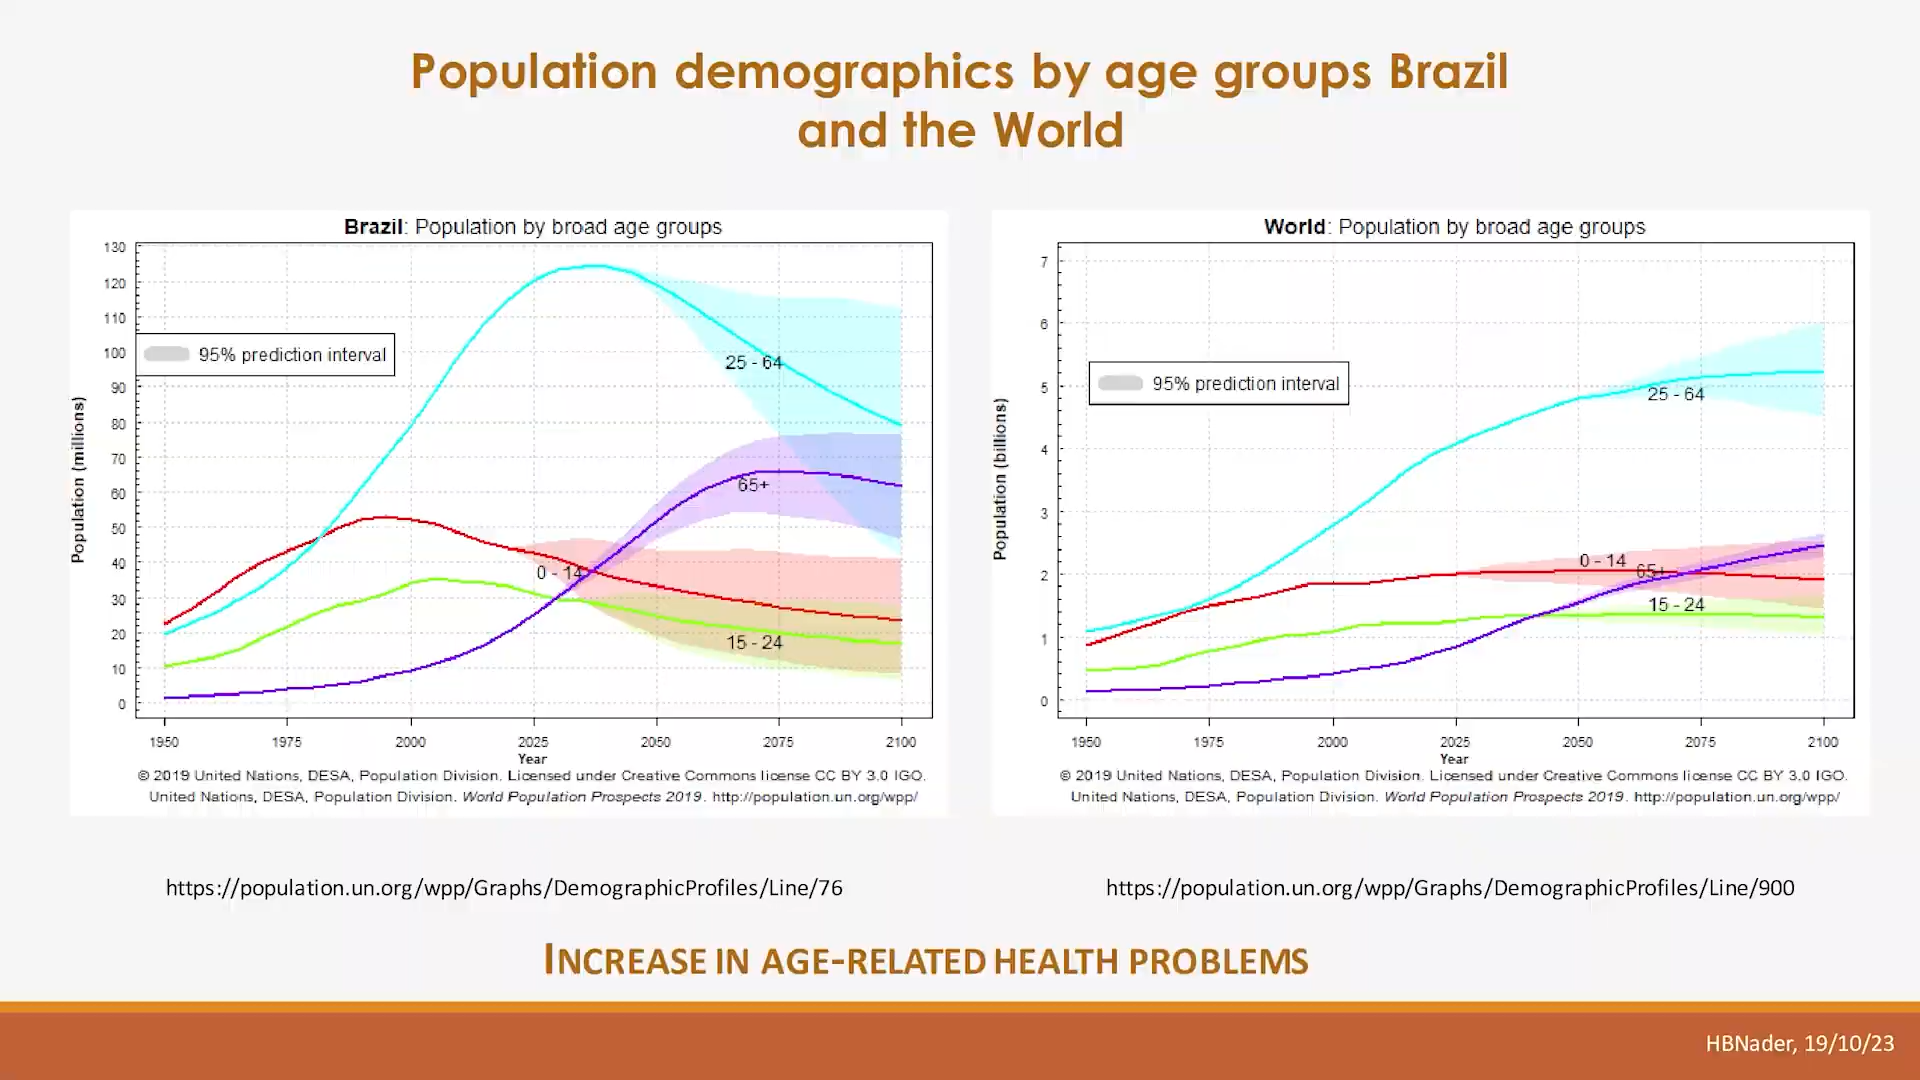 Population demographics by age groups Brazil
and the World
Brazil: Population by broad age groups
130
120
110
100
90
80
70
60
50
40
30
20
10
0
Population (millions)
95% prediction interval
25 - 64
65+
0 - 14
15 - 24
1950 1975 2000 2025 2050 2075 2100
Year
© 2019 United Nations, DESA, Population Division. Licensed under Creative Commons license CC BY 3.0 IGO.
United Nations, DESA, Population Division. World Population Prospects 2019. http://population.un.org/wpp/
World: Population by broad age groups
7
6
5
4
3
2
1
0
Population (billions)
95% prediction interval
25 - 64
0 - 14
65+
15 - 24
1950 1975 2000 2025 2050 2075 2100
Year
© 2019 United Nations, DESA, Population Division. Licensed under Creative Commons license CC BY 3.0 IGO.
United Nations, DESA, Population Division. World Population Prospects 2019. http://population.un.org/wpp/
https://population.un.org/wpp/Graphs/DemographicProfiles/Line/76
https://population.un.org/wpp/Graphs/DemographicProfiles/Line/900
INCREASE IN AGE-RELATED HEALTH PROBLEMS
HBNader, 19/10/23